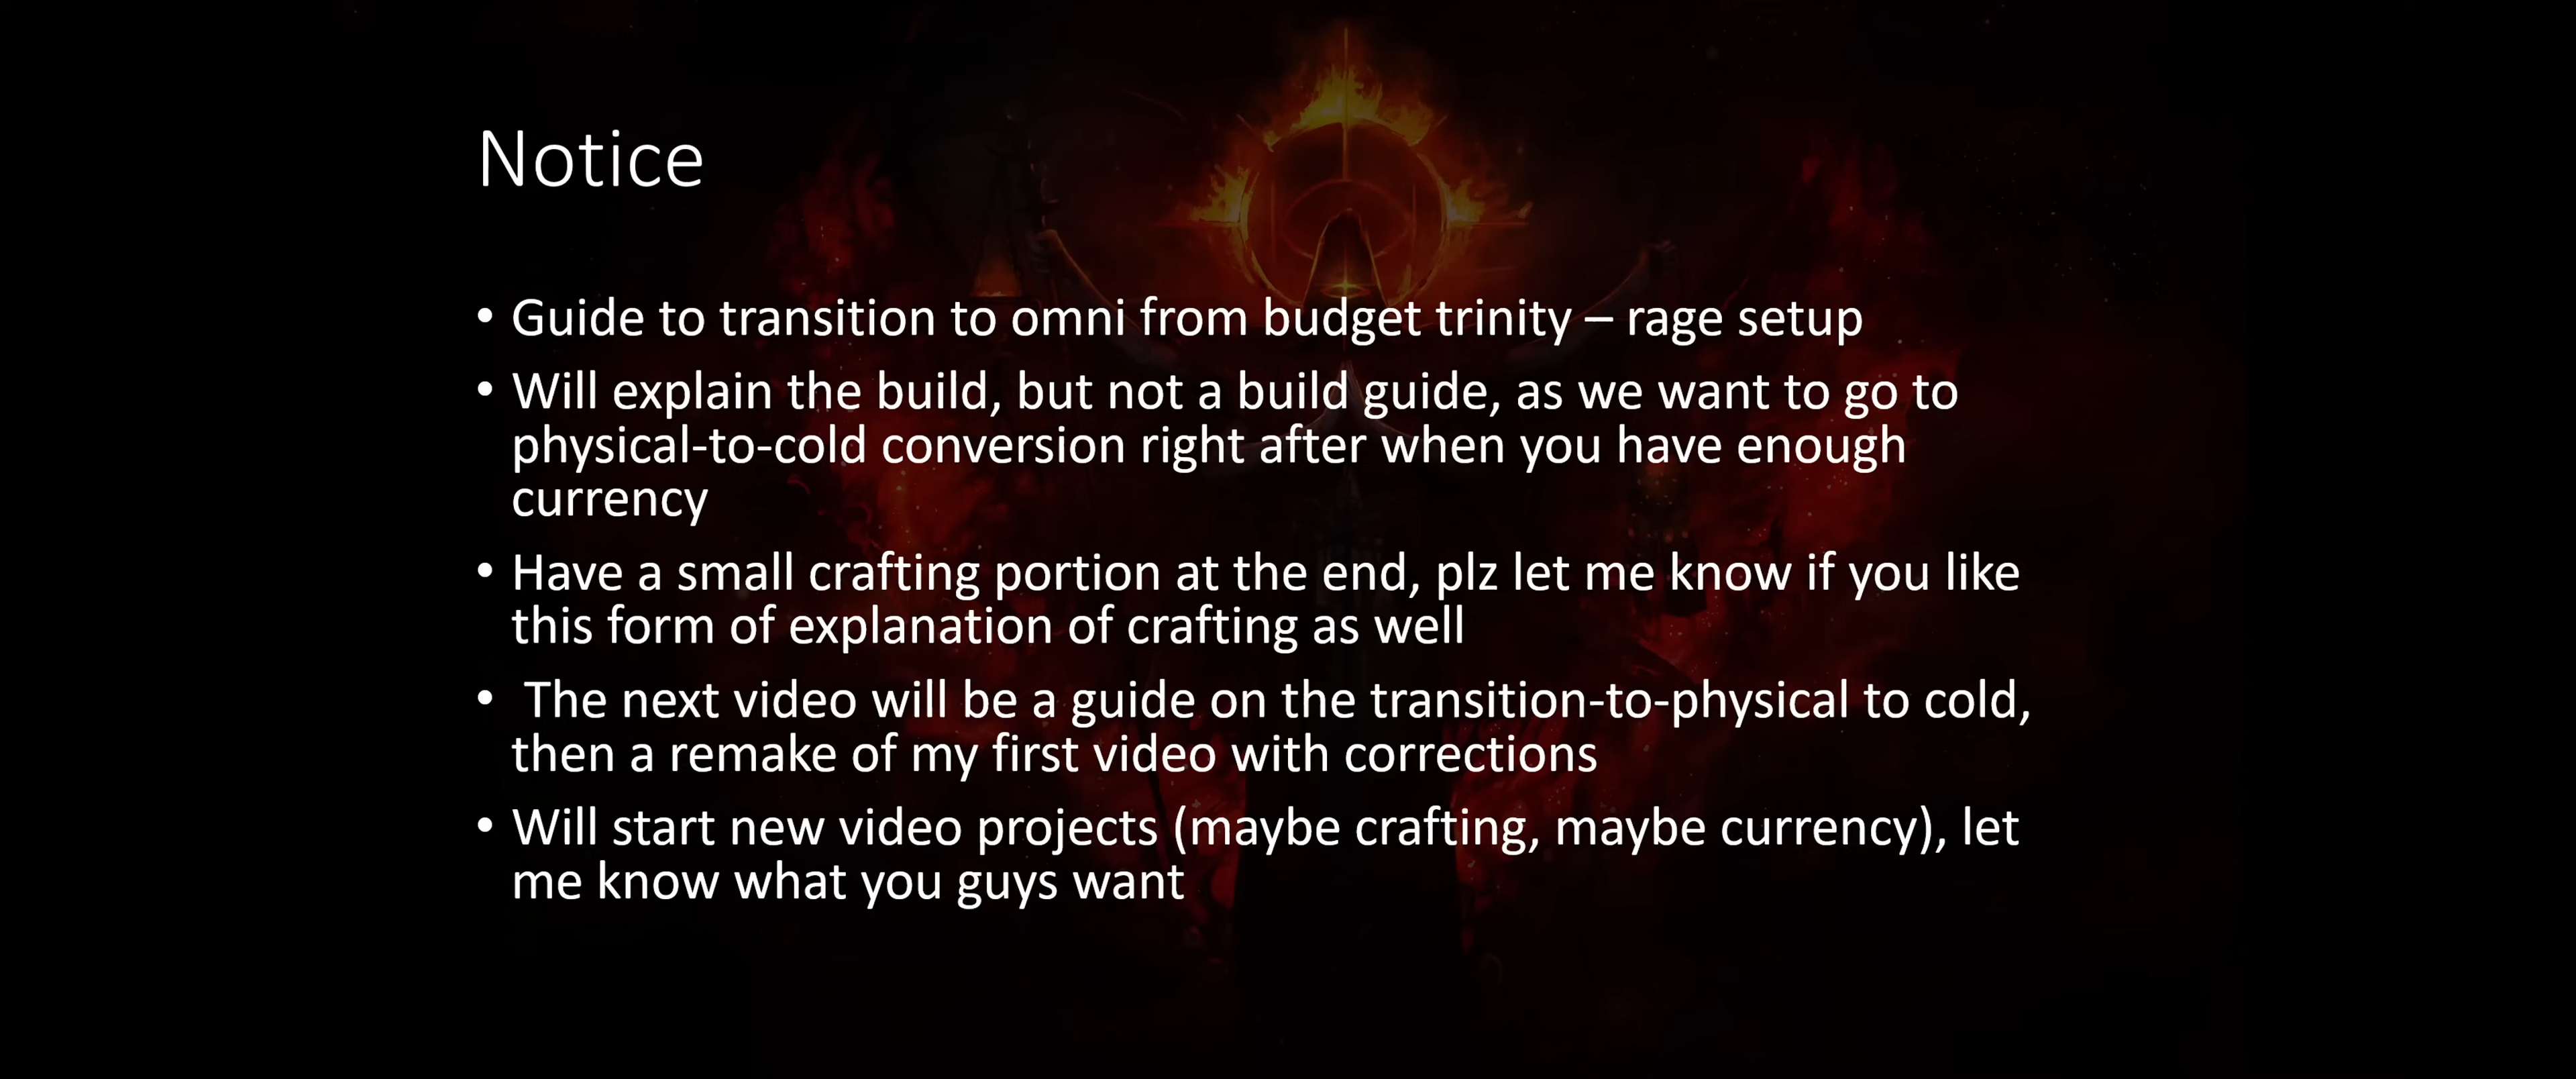 Notice
• Guide to transition to omni from budget trinity – rage setup
• Will explain the build, but not a build guide, as we want to go to
physical-to-cold conversion right after when you have enough
currency
• Have a small crafting portion at the end, plz let me know if you like
this form of explanation of crafting as well
• The next video will be a guide on the transition-to-physical to cold,
then a remake of my first video with corrections
• Will start new video projects (maybe crafting, maybe currency), let
me know what you guys want